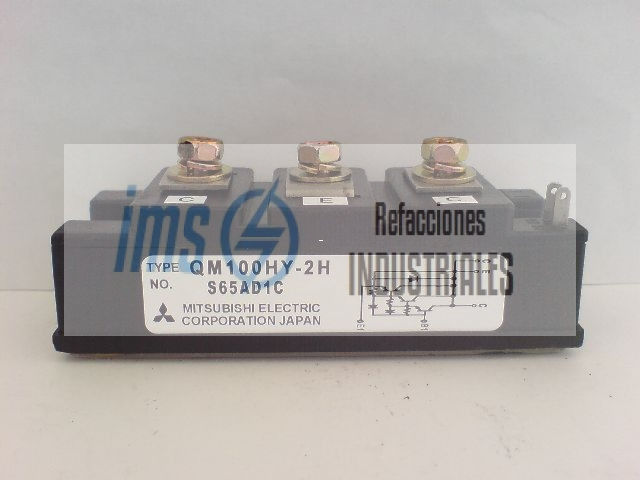 C E C
ims Refacciones
INDUSTRIALES
TYPE QM100HY-2H
NO. S65AD1C
MITSUBISHI ELECTRIC
CORPORATION JAPAN